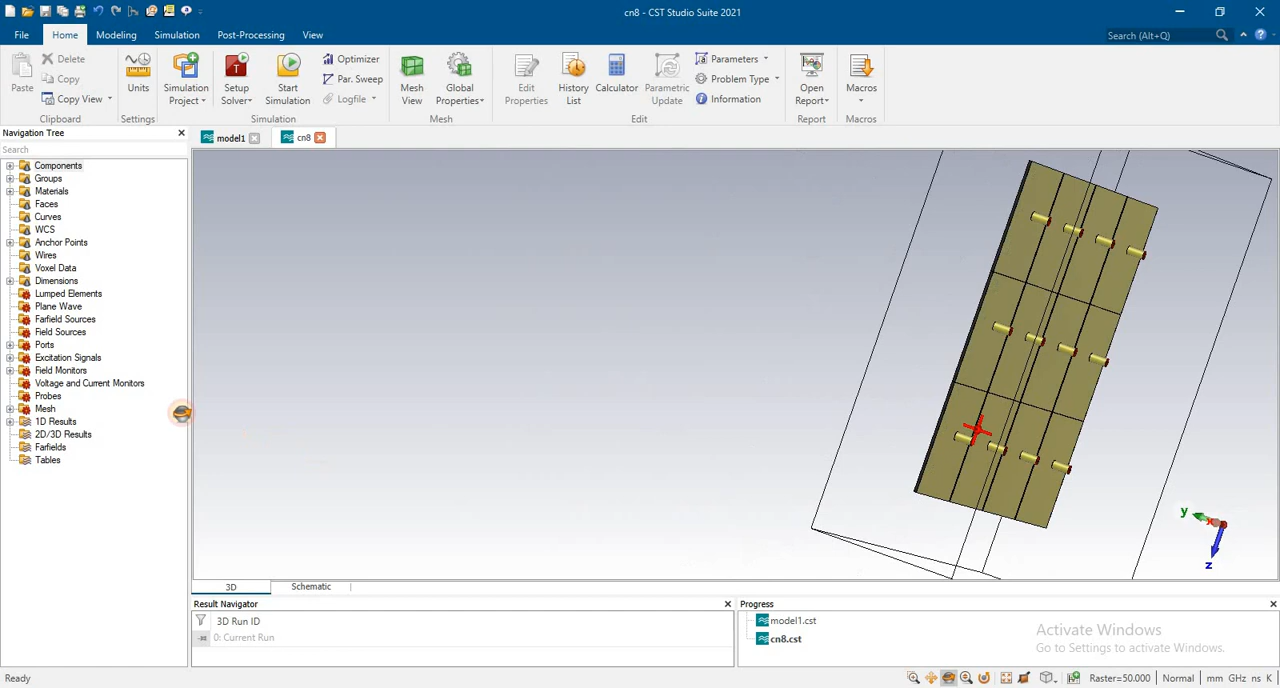 cn8 - CST Studio Suite 2021
File Home Modeling Simulation Post-Processing View Search (Alt+Q)
Paste
Delete
Copy
Copy View
Clipboard
Units
Settings
Simulation Project
Setup Solver
Start Simulation
Optimizer
Par. Sweep
Logfile
Simulation
Mesh View
Global Properties
Mesh
Edit Properties
History List
Calculator
Parametric Update
Parameters
Problem Type
Information
Edit
Open Report
Report
Macros
Macros
Navigation Tree
Search
model1
cn8
Components
Groups
Materials
Faces
Curves
WCS
Anchor Points
Wires
Voxel Data
Dimensions
Lumped Elements
Plane Wave
Farfield Sources
Field Sources
Ports
Excitation Signals
Field Monitors
Voltage and Current Monitors
Probes
Mesh
1D Results
2D/3D Results
Farfields
Tables
y
x
z
3D Schematic
Result Navigator
3D Run ID
0: Current Run
Progress
model1.cst
cn8.cst
Activate Windows
Go to Settings to activate Windows.
Ready
Raster=50.000 Normal mm GHz ns K